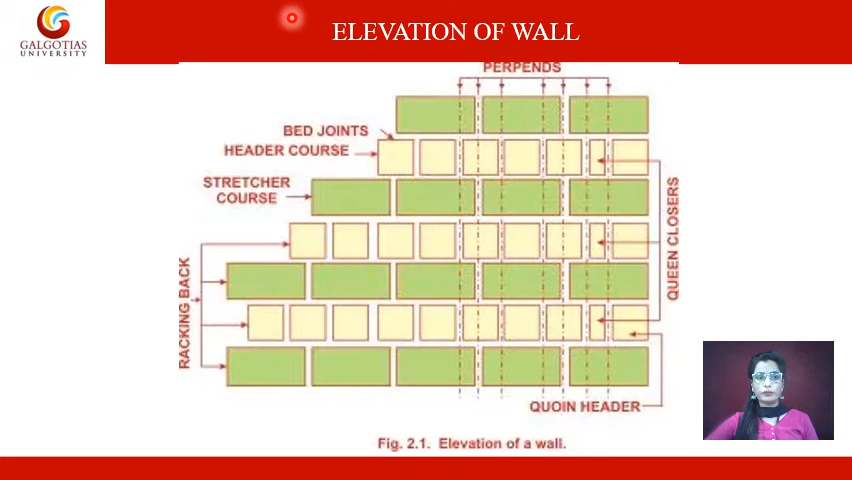 GALGOTIAS
UNIVERSITY
ELEVATION OF WALL
PERPENDS
BED JOINTS
HEADER COURSE
STRETCHER
COURSE
RACKING BACK
QUEEN CLOSERS
QUOIN HEADER
Fig. 2.1. Elevation of a wall.